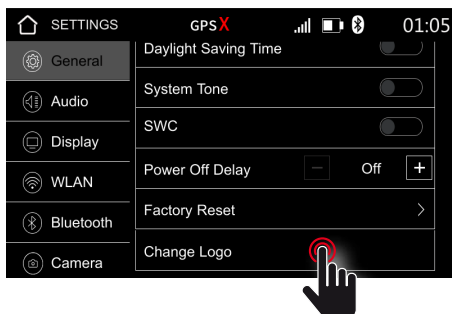 SETTINGS GPSX 01:05
General
Audio
Display
WLAN
Bluetooth
Camera
Daylight Saving Time
System Tone
SWC
Power Off Delay Off
Factory Reset
Change Logo